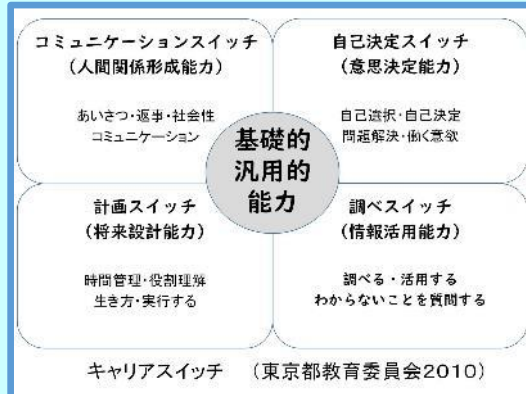 コミュニケーションスイッチ
(人間関係形成能力)
あいさつ・返事・社会性
コミュニケーション
自己決定スイッチ
(意思決定能力)
自己選択・自己決定
問題解決・働く意欲
基礎的
汎用的
能力
計画スイッチ
(将来設計能力)
時間管理・役割理解
生き方・実行する
調べスイッチ
(情報活用能力)
調べる・活用する
わからないことを質問する
キャリアスイッチ (東京都教育委員会2010)